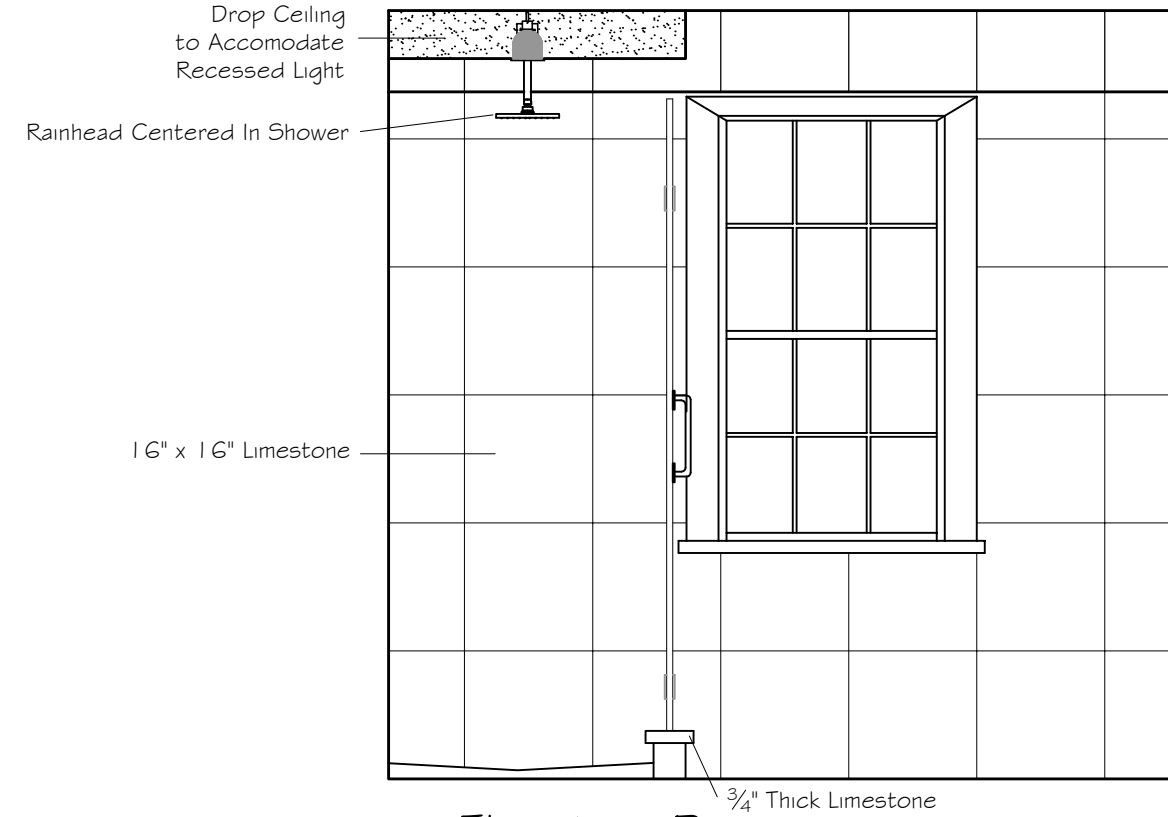 Drop Ceiling
to Accomodate
Recessed Light
Rainhead Centered In Shower
16" x 16" Limestone
¾" Thick Limestone